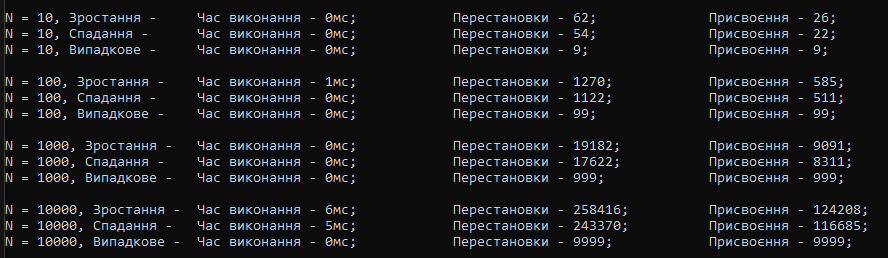 N = 10, Зростання - Час виконання - 0мс; Перестановки - 62; Присвоєння - 26;
N = 10, Спадання - Час виконання - 0мс; Перестановки - 54; Присвоєння - 22;
N = 10, Випадкове - Час виконання - 0мс; Перестановки - 9; Присвоєння - 9;
N = 100, Зростання - Час виконання - 1мс; Перестановки - 1270; Присвоєння - 585;
N = 100, Спадання - Час виконання - 0мс; Перестановки - 1122; Присвоєння - 511;
N = 100, Випадкове - Час виконання - 0мс; Перестановки - 99; Присвоєння - 99;
N = 1000, Зростання - Час виконання - 0мс; Перестановки - 19182; Присвоєння - 9091;
N = 1000, Спадання - Час виконання - 0мс; Перестановки - 17622; Присвоєння - 8311;
N = 1000, Випадкове - Час виконання - 0мс; Перестановки - 999; Присвоєння - 999;
N = 10000, Зростання - Час виконання - 6мс; Перестановки - 258416; Присвоєння - 124208;
N = 10000, Спадання - Час виконання - 5мс; Перестановки - 243370; Присвоєння - 116685;
N = 10000, Випадкове - Час виконання - 0мс; Перестановки - 9999; Присвоєння - 9999;